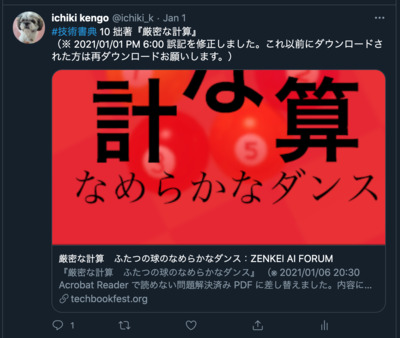 ichiki kengo @ichiki_k · Jan 1
#技術書典 10 拙著『厳密な計算』
(※ 2021/01/01 PM 6:00 誤記を修正しました。これ以前にダウンロードさ
れた方は再ダウンロードお願いします。)
計な算
なめらかなダンス
5
厳密な計算 ふたつの球のなめらかなダンス：ZENKEI AI FORUM
『厳密な計算 ふたつの球のなめらかなダンス』 (※ 2021/01/06 20:30
Acrobat Reader で読めない問題解決済み PDF に差し替えました。内容に...
techbookfest.org
1